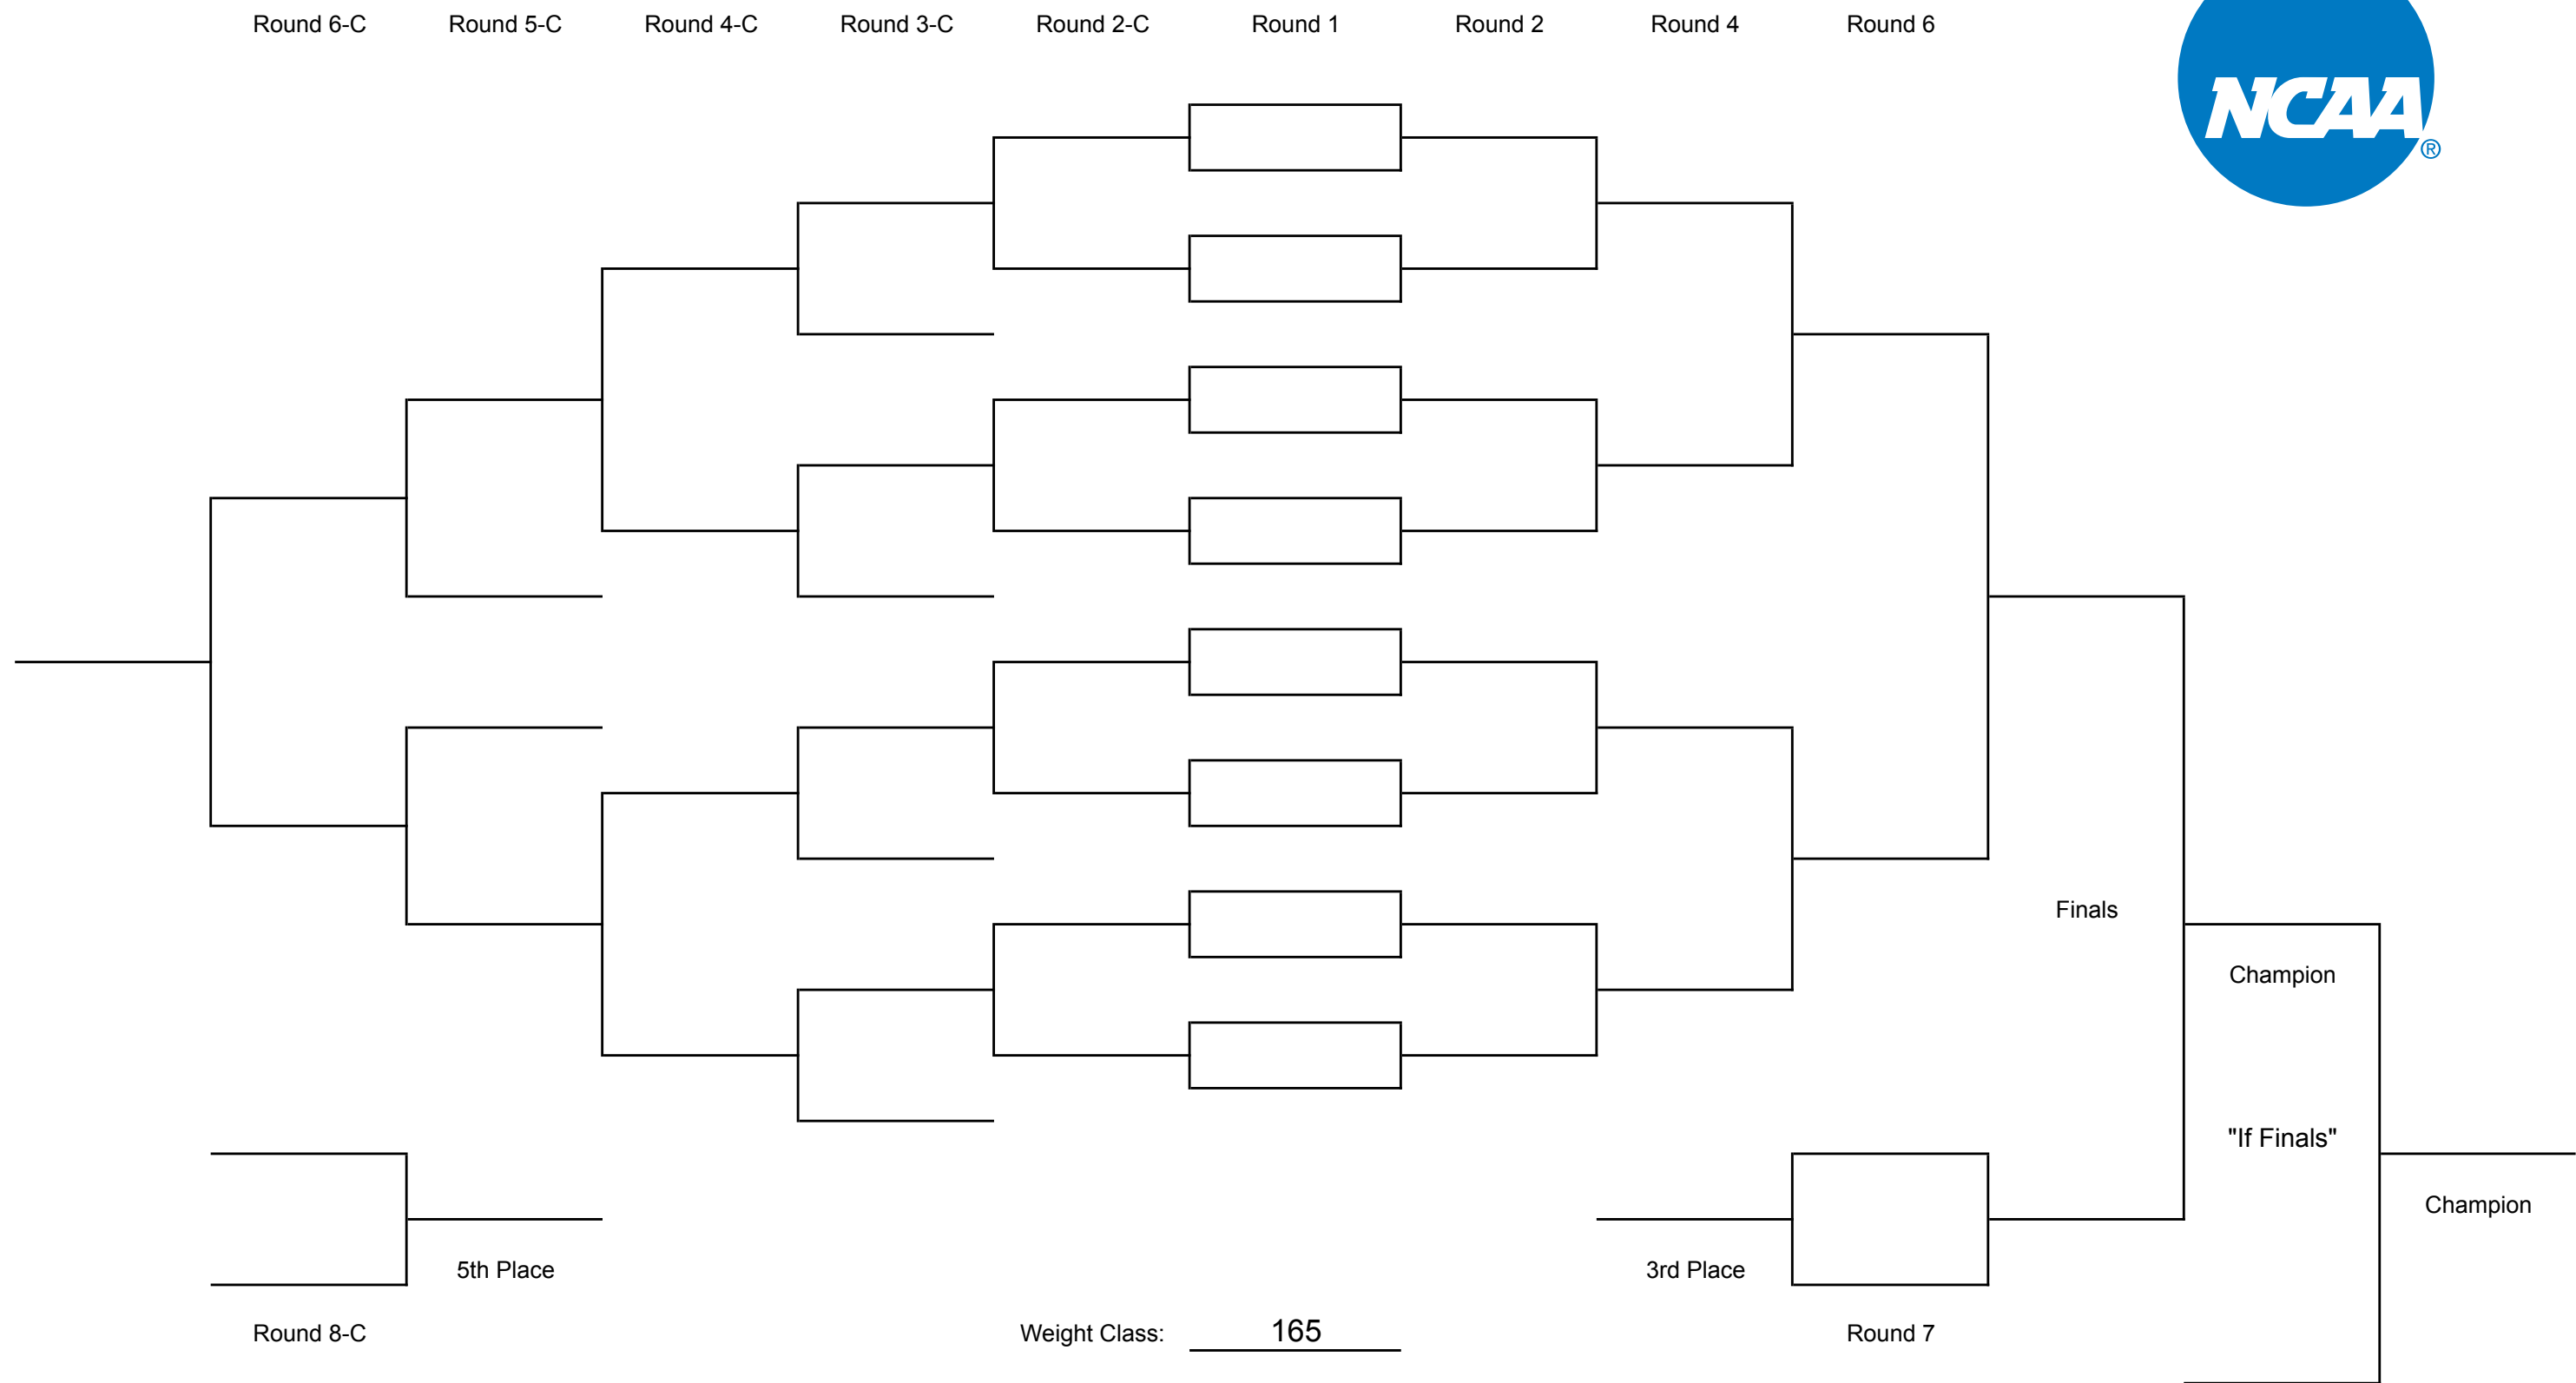 Round 6-C Round 5-C Round 4-C Round 3-C Round 2-C Round 1 Round 2 Round 4 Round 6
NCAA®
Finals
Champion
"If Finals"
Champion
5th Place 3rd Place
Round 8-C Weight Class: 165 Round 7